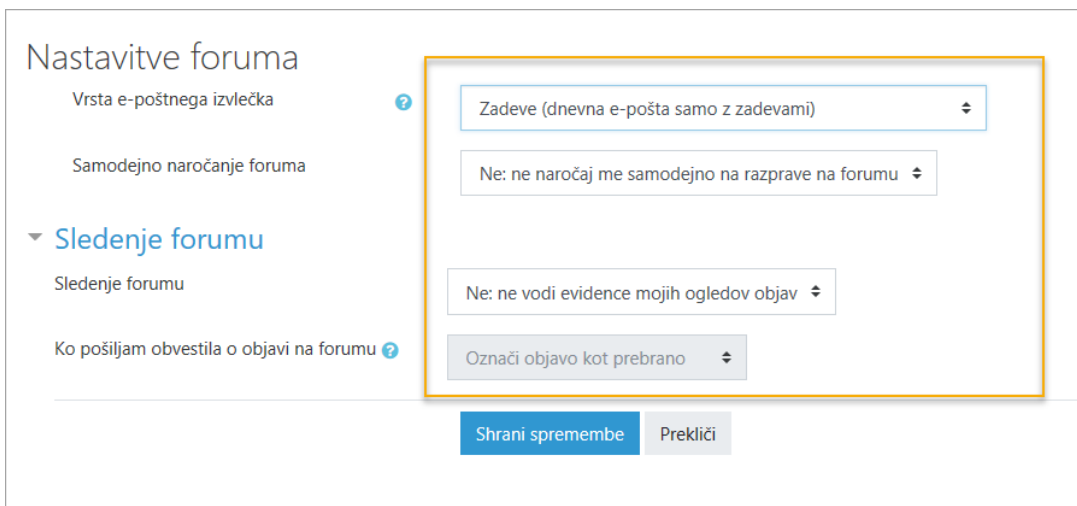 Nastavitve foruma
Vrsta e-poštnega izvlečka ?
Zadeve (dnevna e-pošta samo z zadevami)
Samodejno naročanje foruma
Ne: ne naročaj me samodejno na razprave na forumu
Sledenje forumu
Sledenje forumu
Ne: ne vodi evidence mojih ogledov objav
Ko pošiljam obvestila o objavi na forumu ?
Označi objavo kot prebrano
Shrani spremembe Prekliči